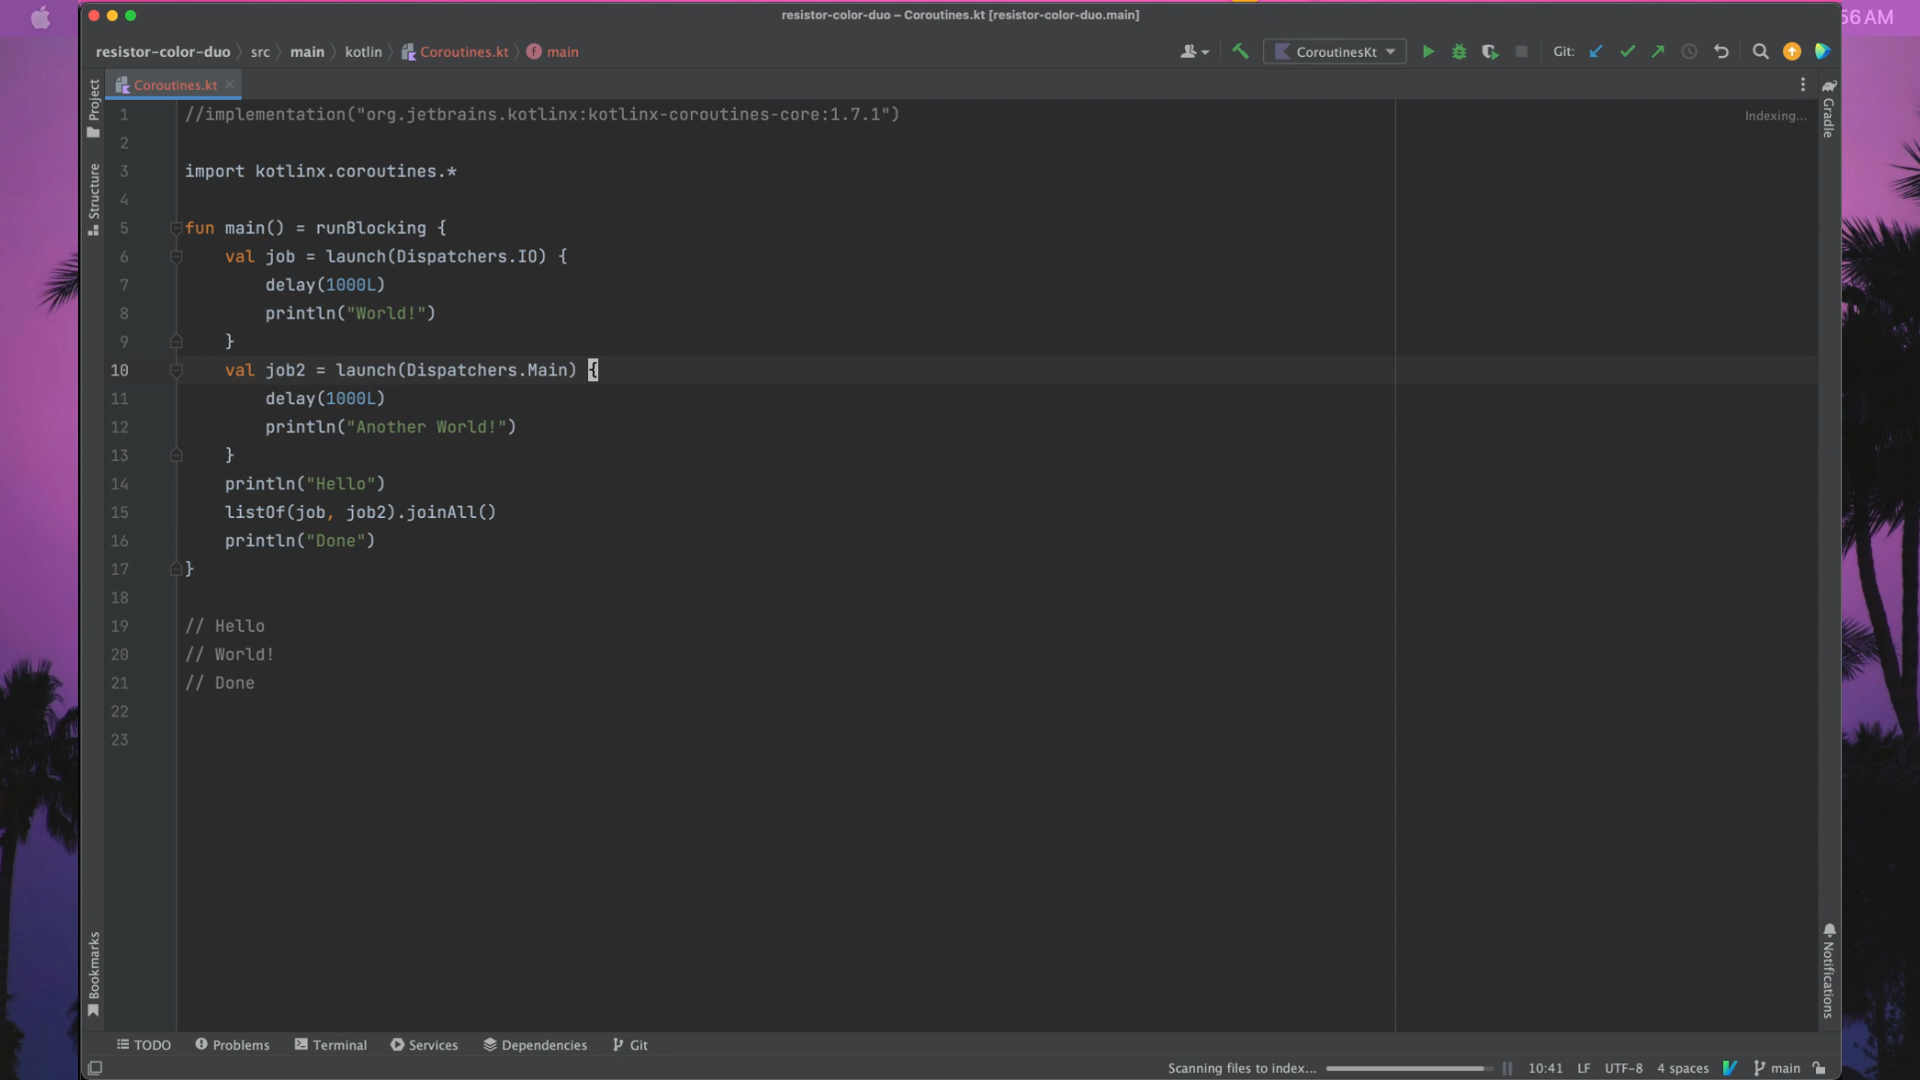 56 AM
resistor-color-duo – Coroutines.kt [resistor-color-duo.main]
resistor-color-duo src main kotlin Coroutines.kt main
CoroutinesKt
Git:
Coroutines.kt
Project
Structure
Bookmarks
Gradle
Notifications
Indexing...
1 //implementation("org.jetbrains.kotlinx:kotlinx-coroutines-core:1.7.1")
2
3 import kotlinx.coroutines.*
4
5 fun main() = runBlocking {
6 val job = launch(Dispatchers.IO) {
7 delay(1000L)
8 println("World!")
9 }
10 val job2 = launch(Dispatchers.Main) {
11 delay(1000L)
12 println("Another World!")
13 }
14 println("Hello")
15 listOf(job, job2).joinAll()
16 println("Done")
17 }
18
19 // Hello
20 // World!
21 // Done
22
23
TODO Problems Terminal Services Dependencies Git
Scanning files to index... 10:41 LF UTF-8 4 spaces main